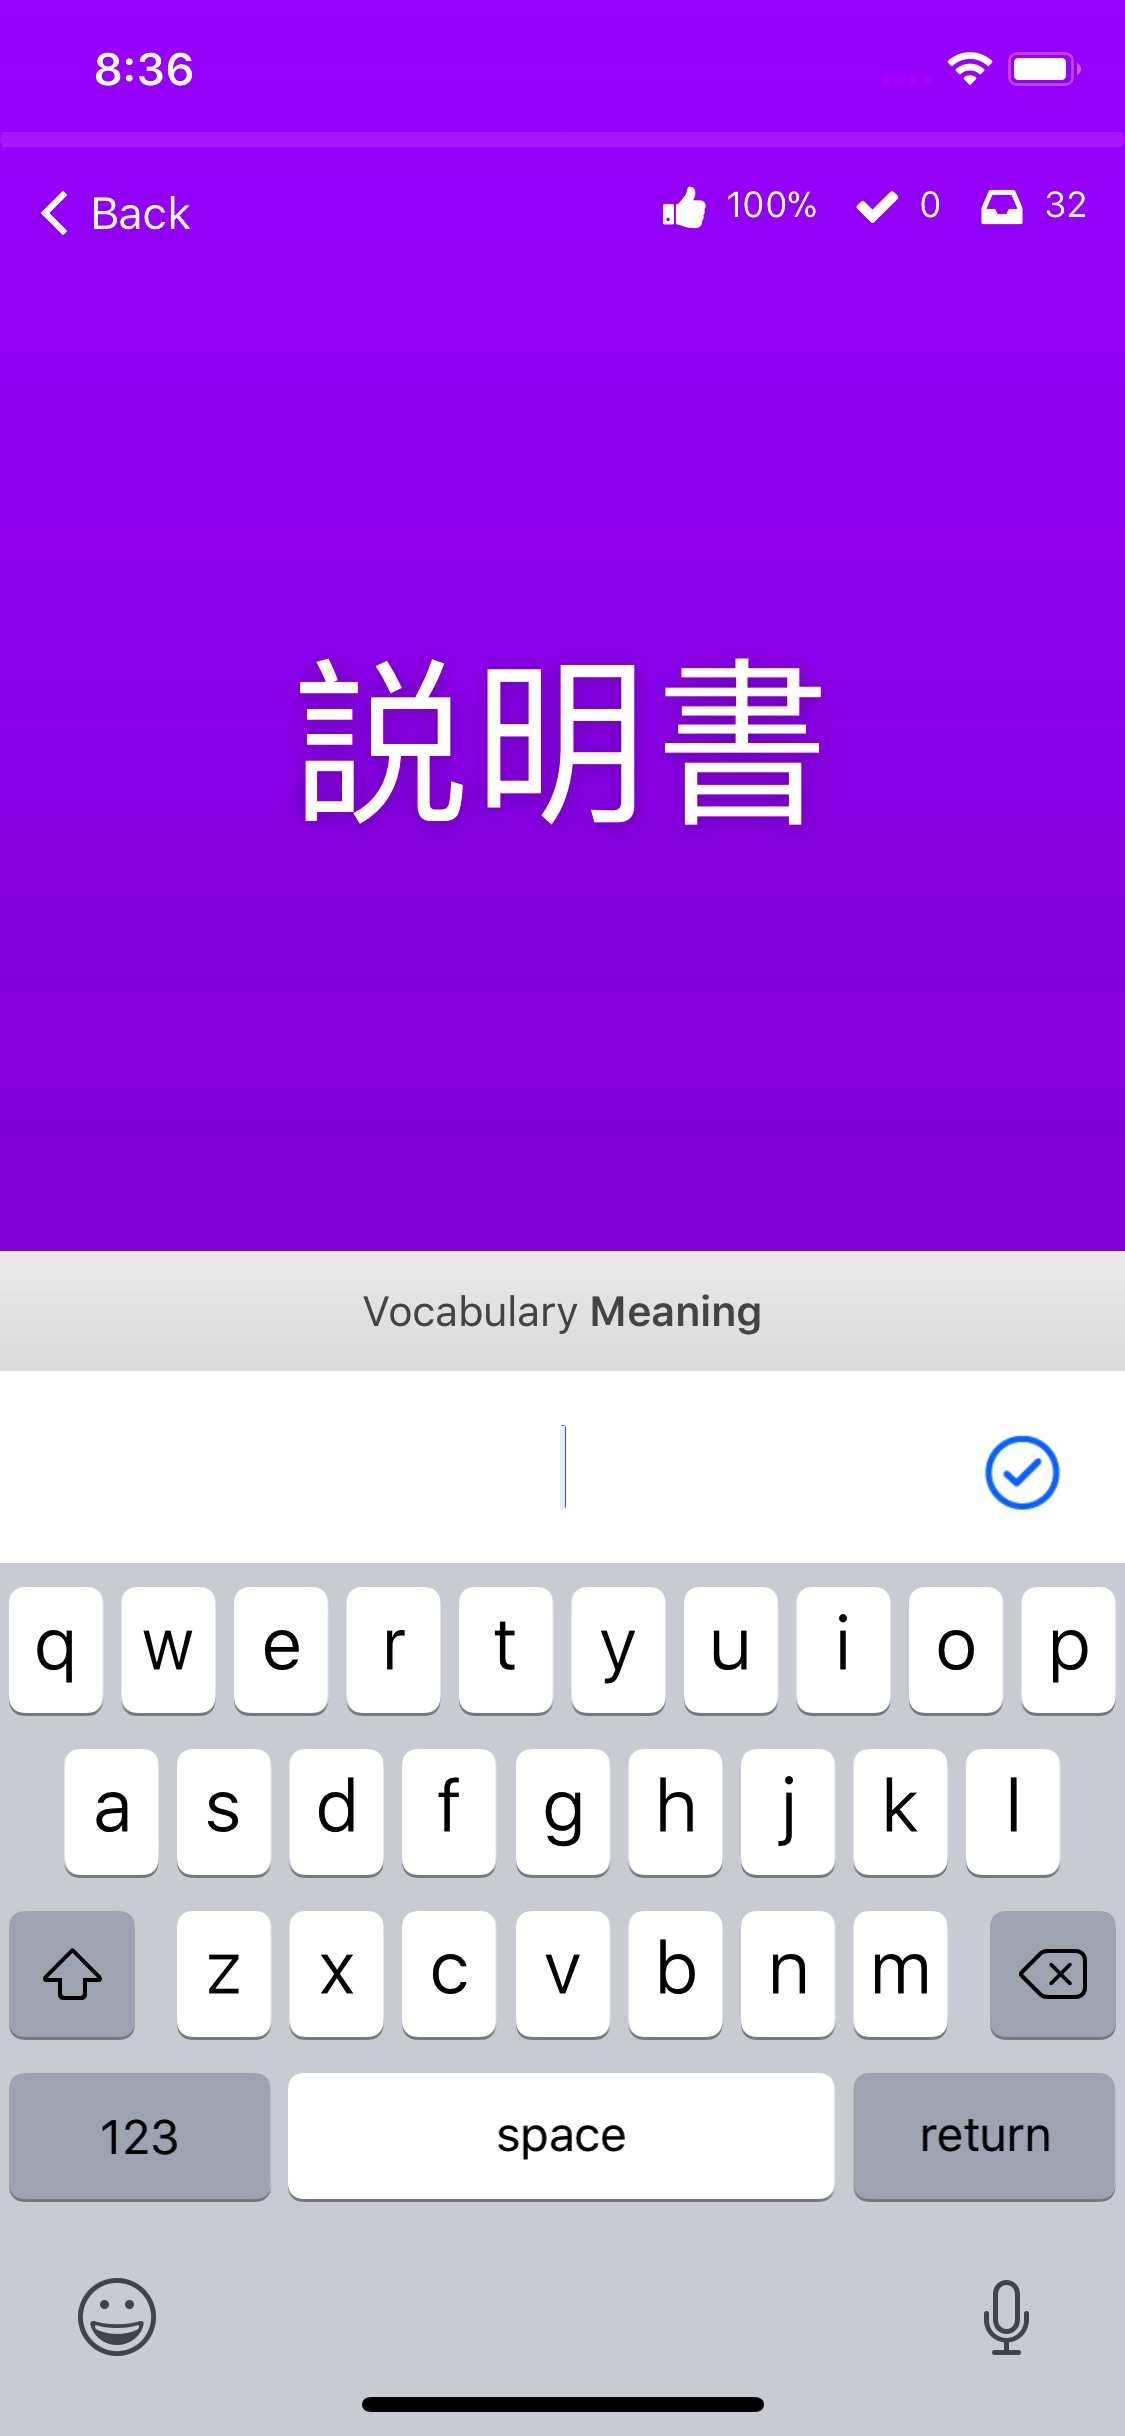 8:36
Back 100% 0 32
説明書
Vocabulary Meaning
q w e r t y u i o p
a s d f g h j k l
z x c v b n m
123 space return